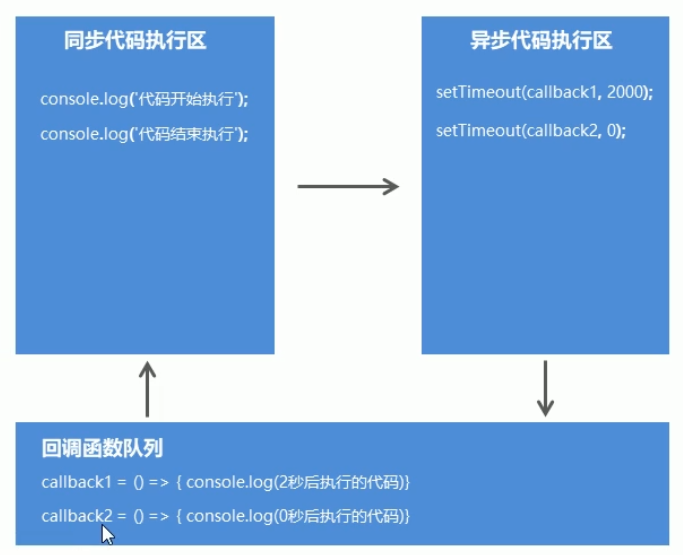 同步代码执行区
console.log('代码开始执行');
console.log('代码结束执行');
异步代码执行区
setTimeout(callback1, 2000);
setTimeout(callback2, 0);
回调函数队列
callback1 = () => { console.log(2秒后执行的代码)}
callback2 = () => { console.log(0秒后执行的代码)}